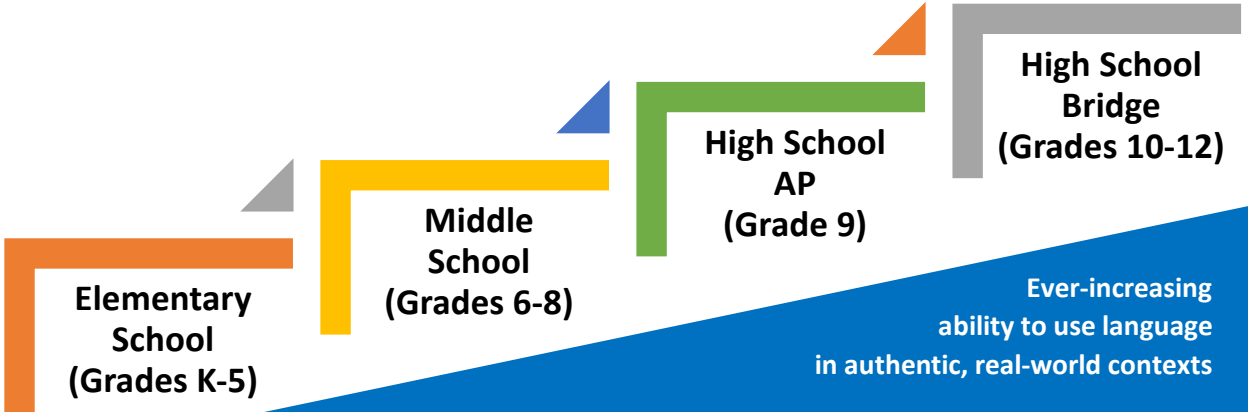 Elementary
School
(Grades K-5)
Middle
School
(Grades 6-8)
High School
AP
(Grade 9)
High School
Bridge
(Grades 10-12)
Ever-increasing
ability to use language
in authentic, real-world contexts